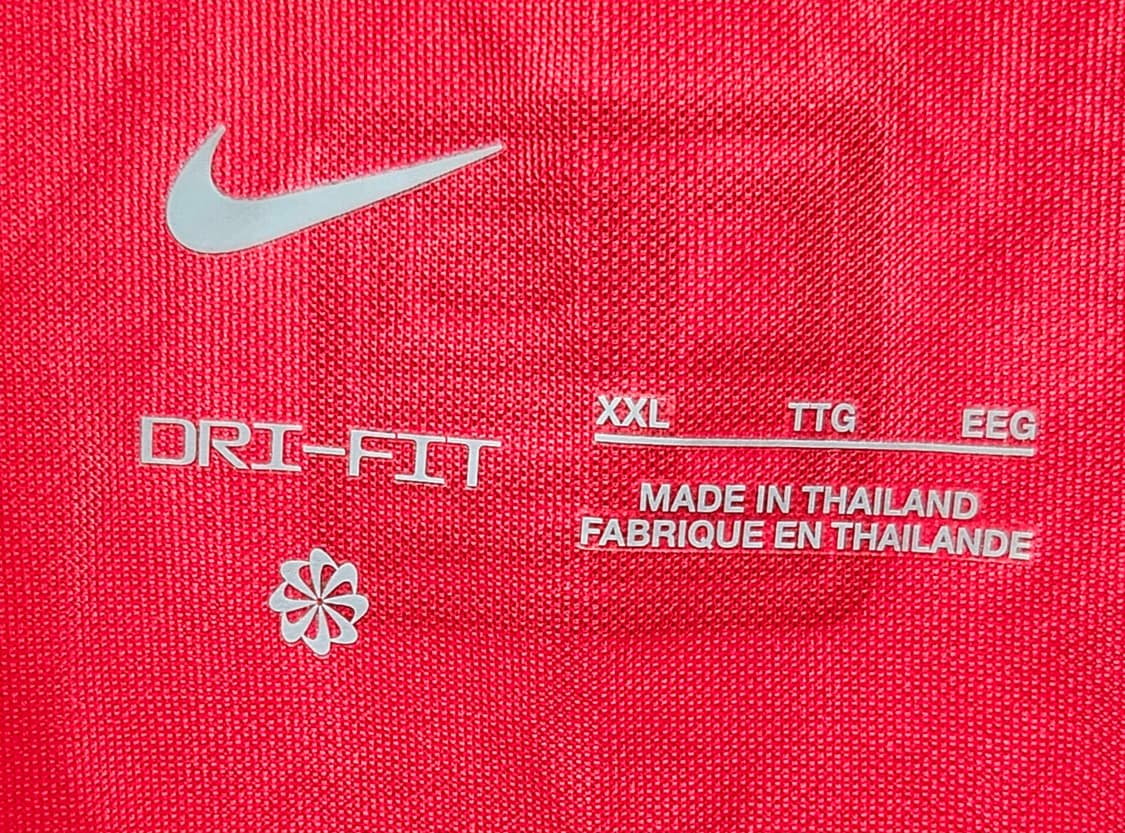 DRI-FIT
XXL TTG EEG
MADE IN THAILAND
FABRIQUE EN THAILANDE